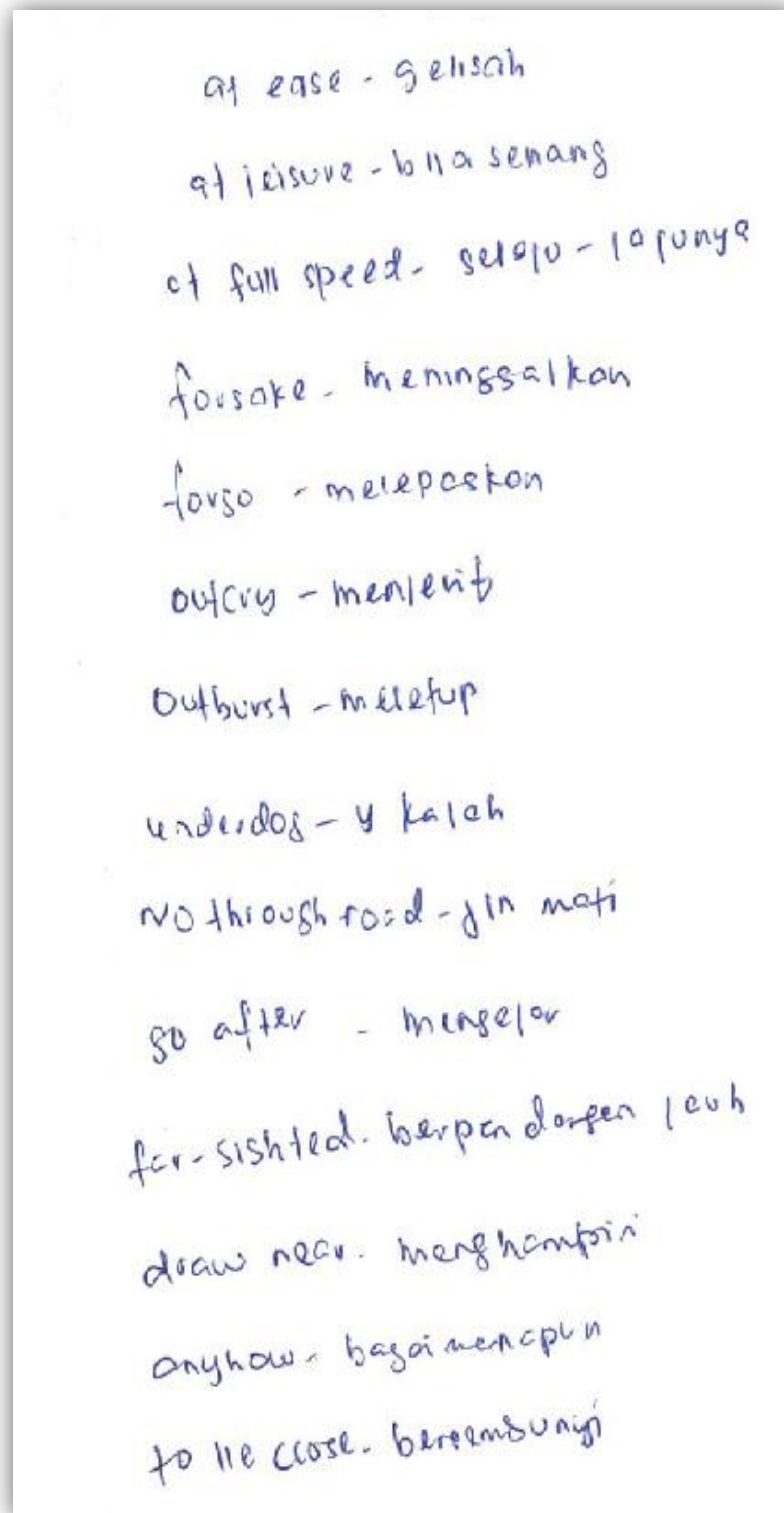 at ease - gelisah
at leisure - bila senang
at full speed - selaju-lajunya
forsake - meninggalkan
forgo - melepaskan
outcry - menjerit
outburst - meletup
underdog - y kalah
No through road - jln mati
go after - mengejar
far-sighted - berpandangan jauh
draw near - menghampiri
anyhow - bagaimanapun
to lie close - bersembunyi